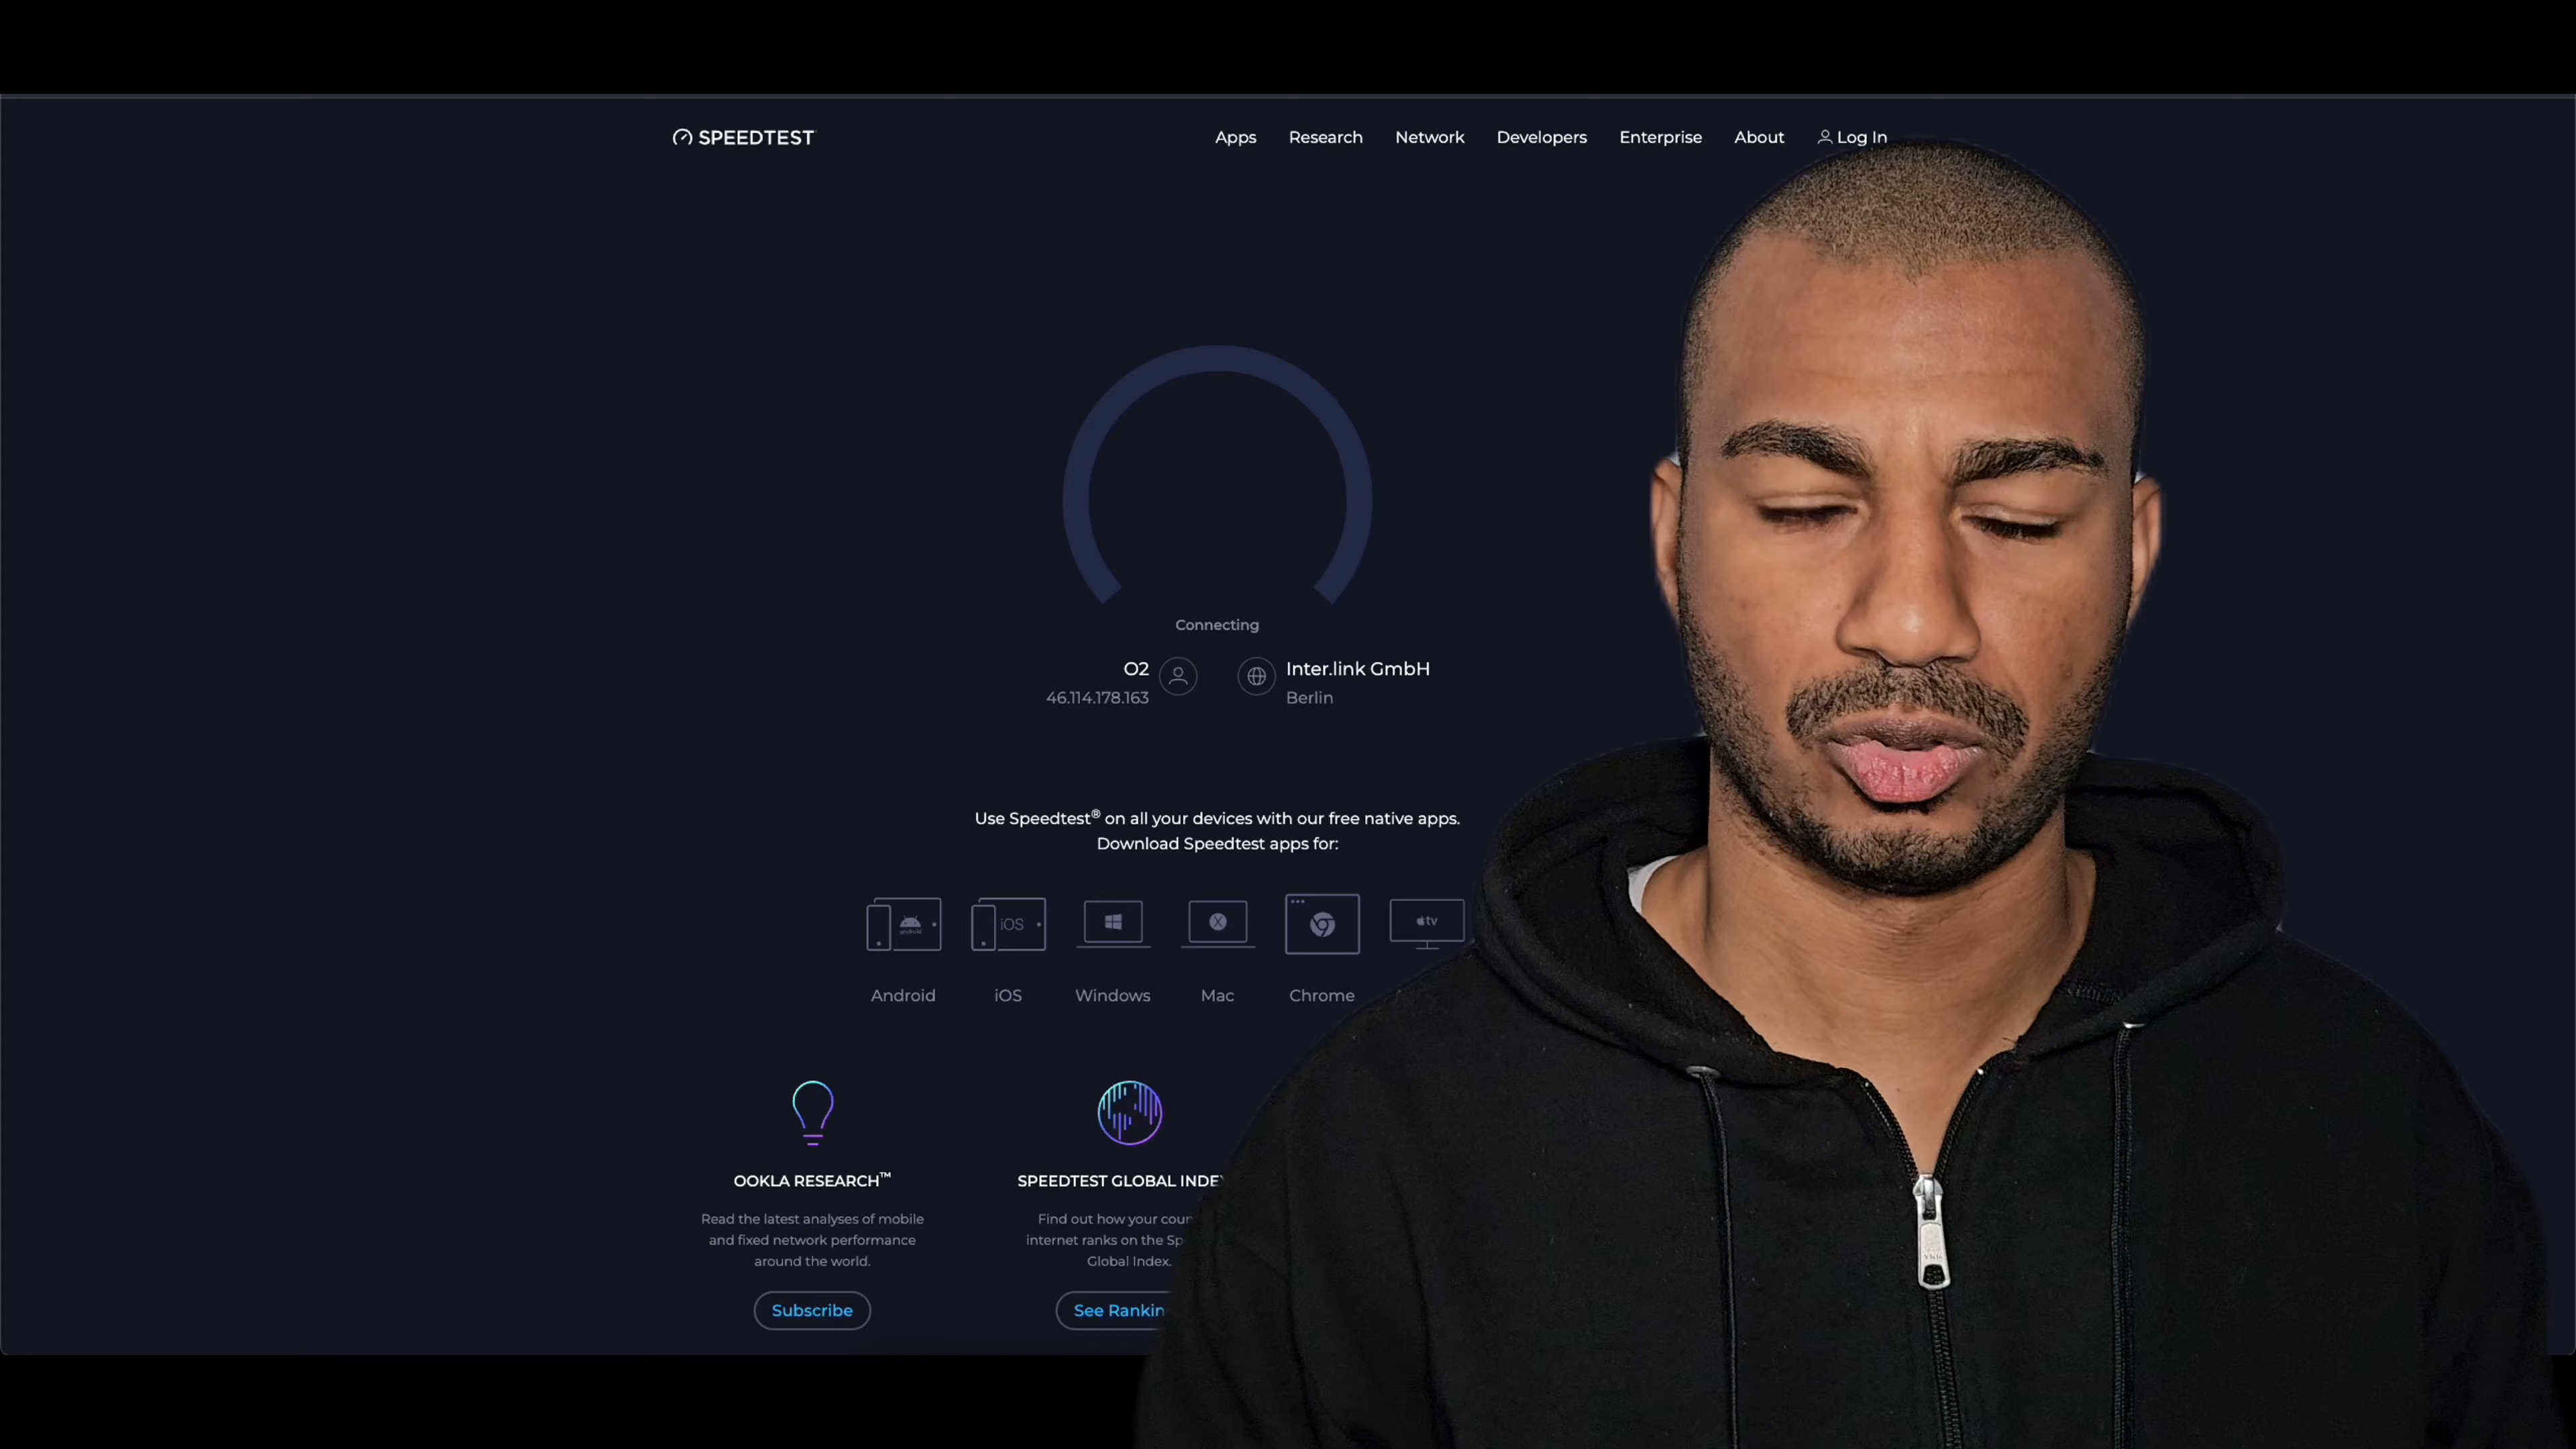 SPEEDTEST
Apps Research Network Developers Enterprise About Log In
Connecting
O2
46.114.178.163
Inter.link GmbH
Berlin
Use Speedtest® on all your devices with our free native apps.
Download Speedtest apps for:
android
iOS
tv
Android iOS Windows Mac Chrome
OOKLA RESEARCH™
Read the latest analyses of mobile
and fixed network performance
around the world.
Subscribe
SPEEDTEST GLOBAL INDEX
Find out how your coun
internet ranks on the Sp
Global Index.
See Rankin